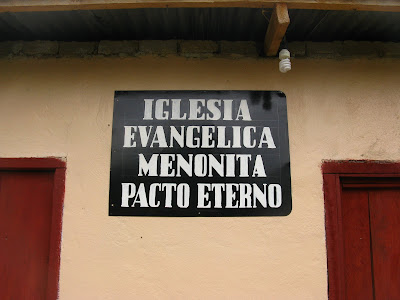 IGLESIA
EVANGELICA
MENONITA
PACTO ETERNO